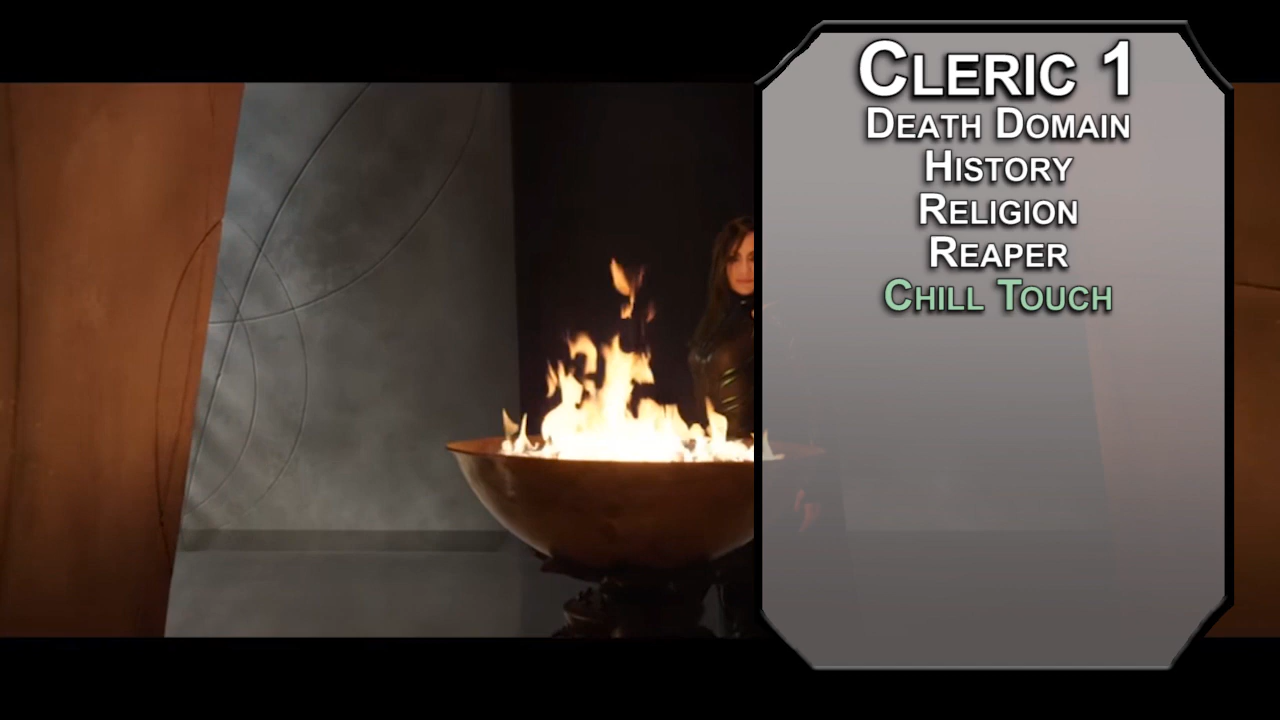 Cleric 1
Death Domain
History
Religion
Reaper
Chill Touch